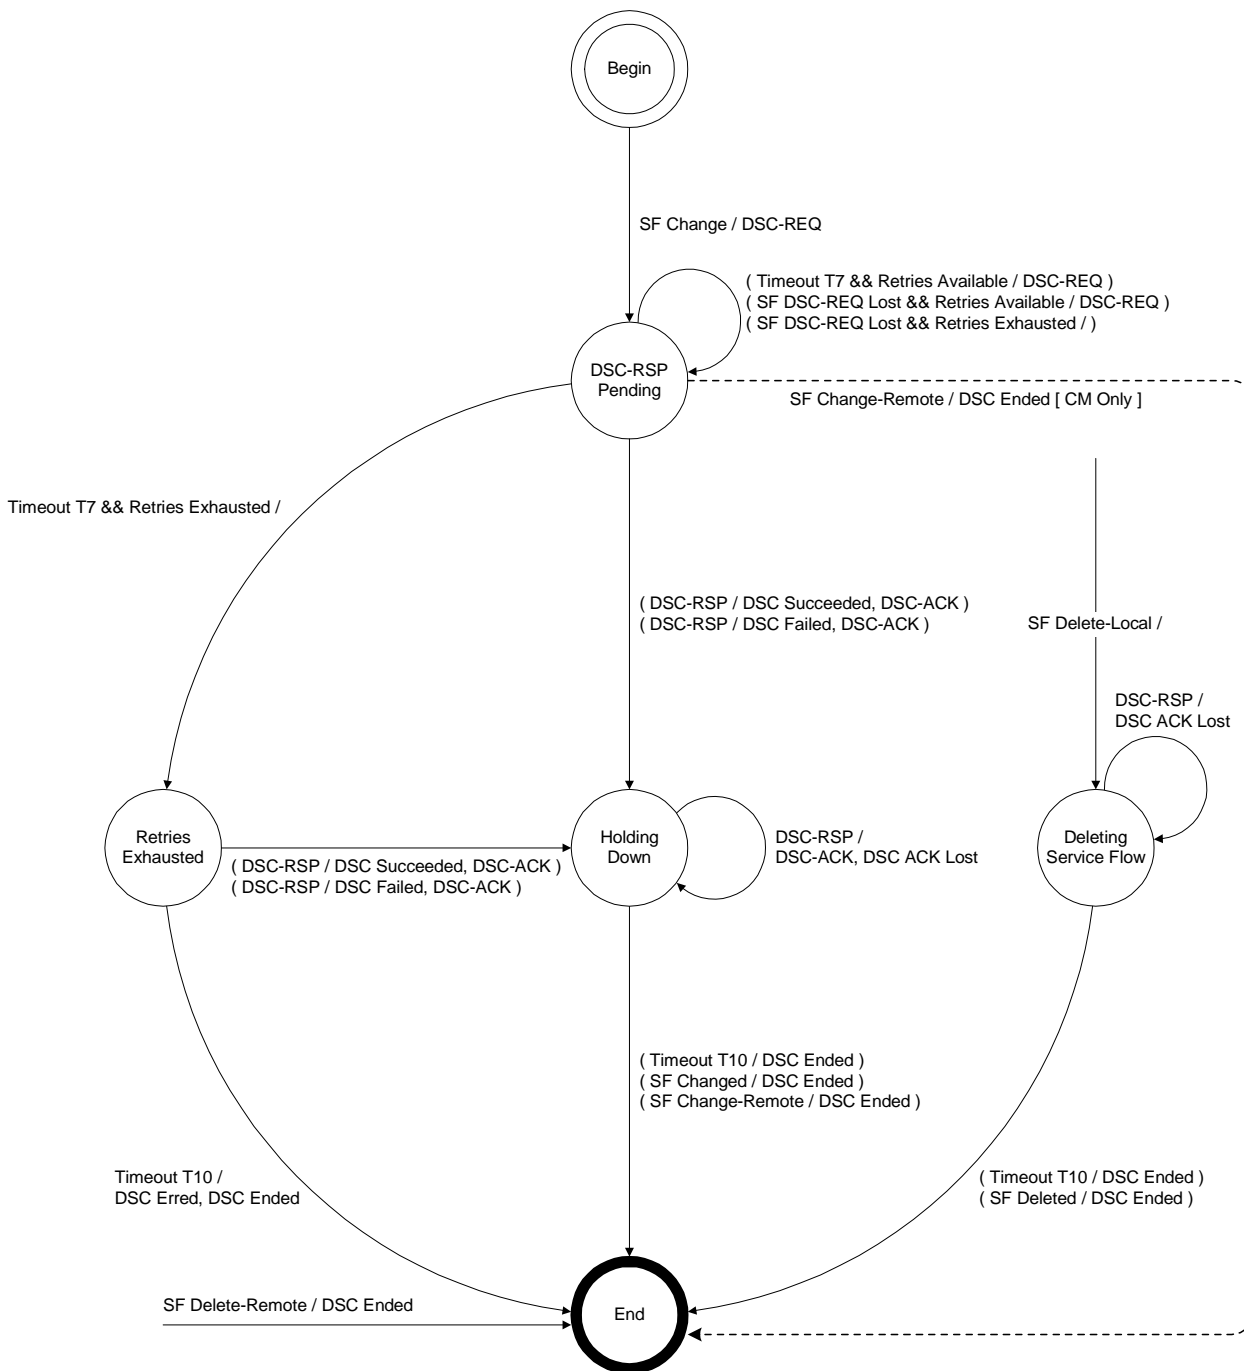 Begin
SF Change / DSC-REQ
( Timeout T7 && Retries Available / DSC-REQ )
( SF DSC-REQ Lost && Retries Available / DSC-REQ )
( SF DSC-REQ Lost && Retries Exhausted / )
DSC-RSP
Pending
SF Change-Remote / DSC Ended [ CM Only ]
Timeout T7 && Retries Exhausted /
( DSC-RSP / DSC Succeeded, DSC-ACK )
( DSC-RSP / DSC Failed, DSC-ACK )
SF Delete-Local /
DSC-RSP /
DSC ACK Lost
Retries
Exhausted
( DSC-RSP / DSC Succeeded, DSC-ACK )
( DSC-RSP / DSC Failed, DSC-ACK )
Holding
Down
DSC-RSP /
DSC-ACK, DSC ACK Lost
Deleting
Service Flow
( Timeout T10 / DSC Ended )
( SF Changed / DSC Ended )
( SF Change-Remote / DSC Ended )
Timeout T10 /
DSC Erred, DSC Ended
( Timeout T10 / DSC Ended )
( SF Deleted / DSC Ended )
SF Delete-Remote / DSC Ended
End